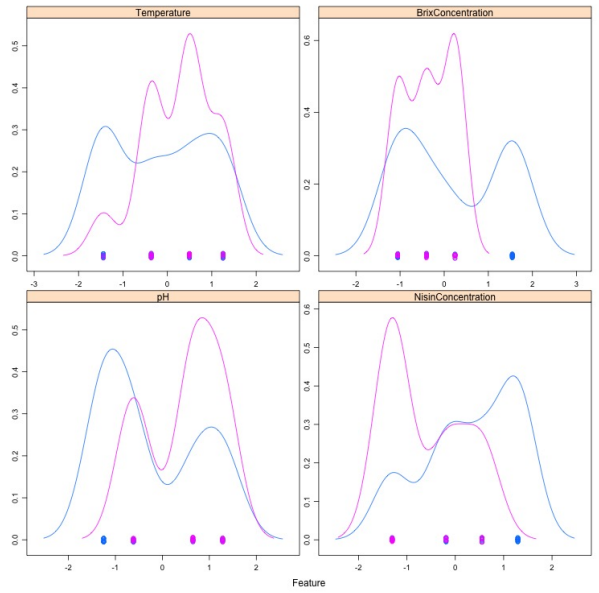 Temperature
BrixConcentration
0.0 0.1 0.2 0.3 0.4 0.5
0.0 0.2 0.4 0.6
-3 -2 -1 0 1 2
-2 -1 0 1 2 3
pH
NisinConcentration
0.0 0.1 0.2 0.3 0.4 0.5
0.0 0.1 0.2 0.3 0.4 0.5 0.6
-2 -1 0 1 2
-2 -1 0 1 2
Feature